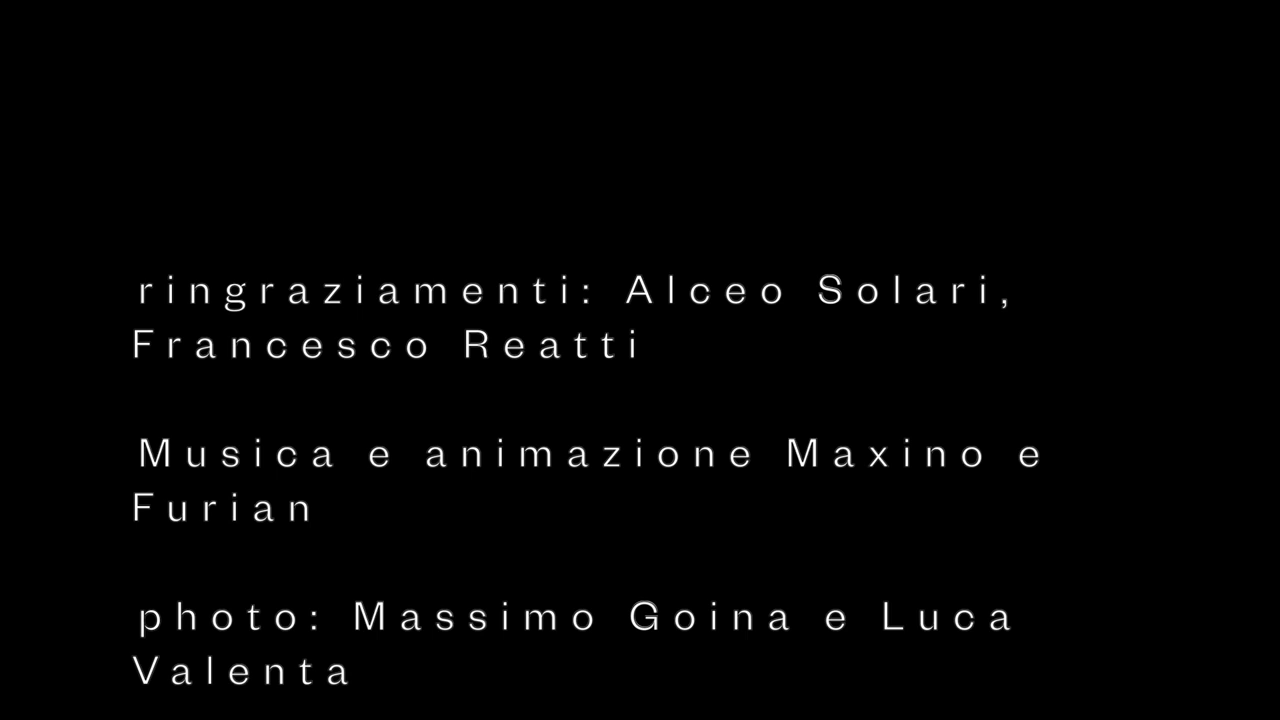 ringraziamenti: Alceo Solari,
Francesco Reatti
Musica e animazione Maxino e
Furian
photo: Massimo Goina e Luca
Valenta